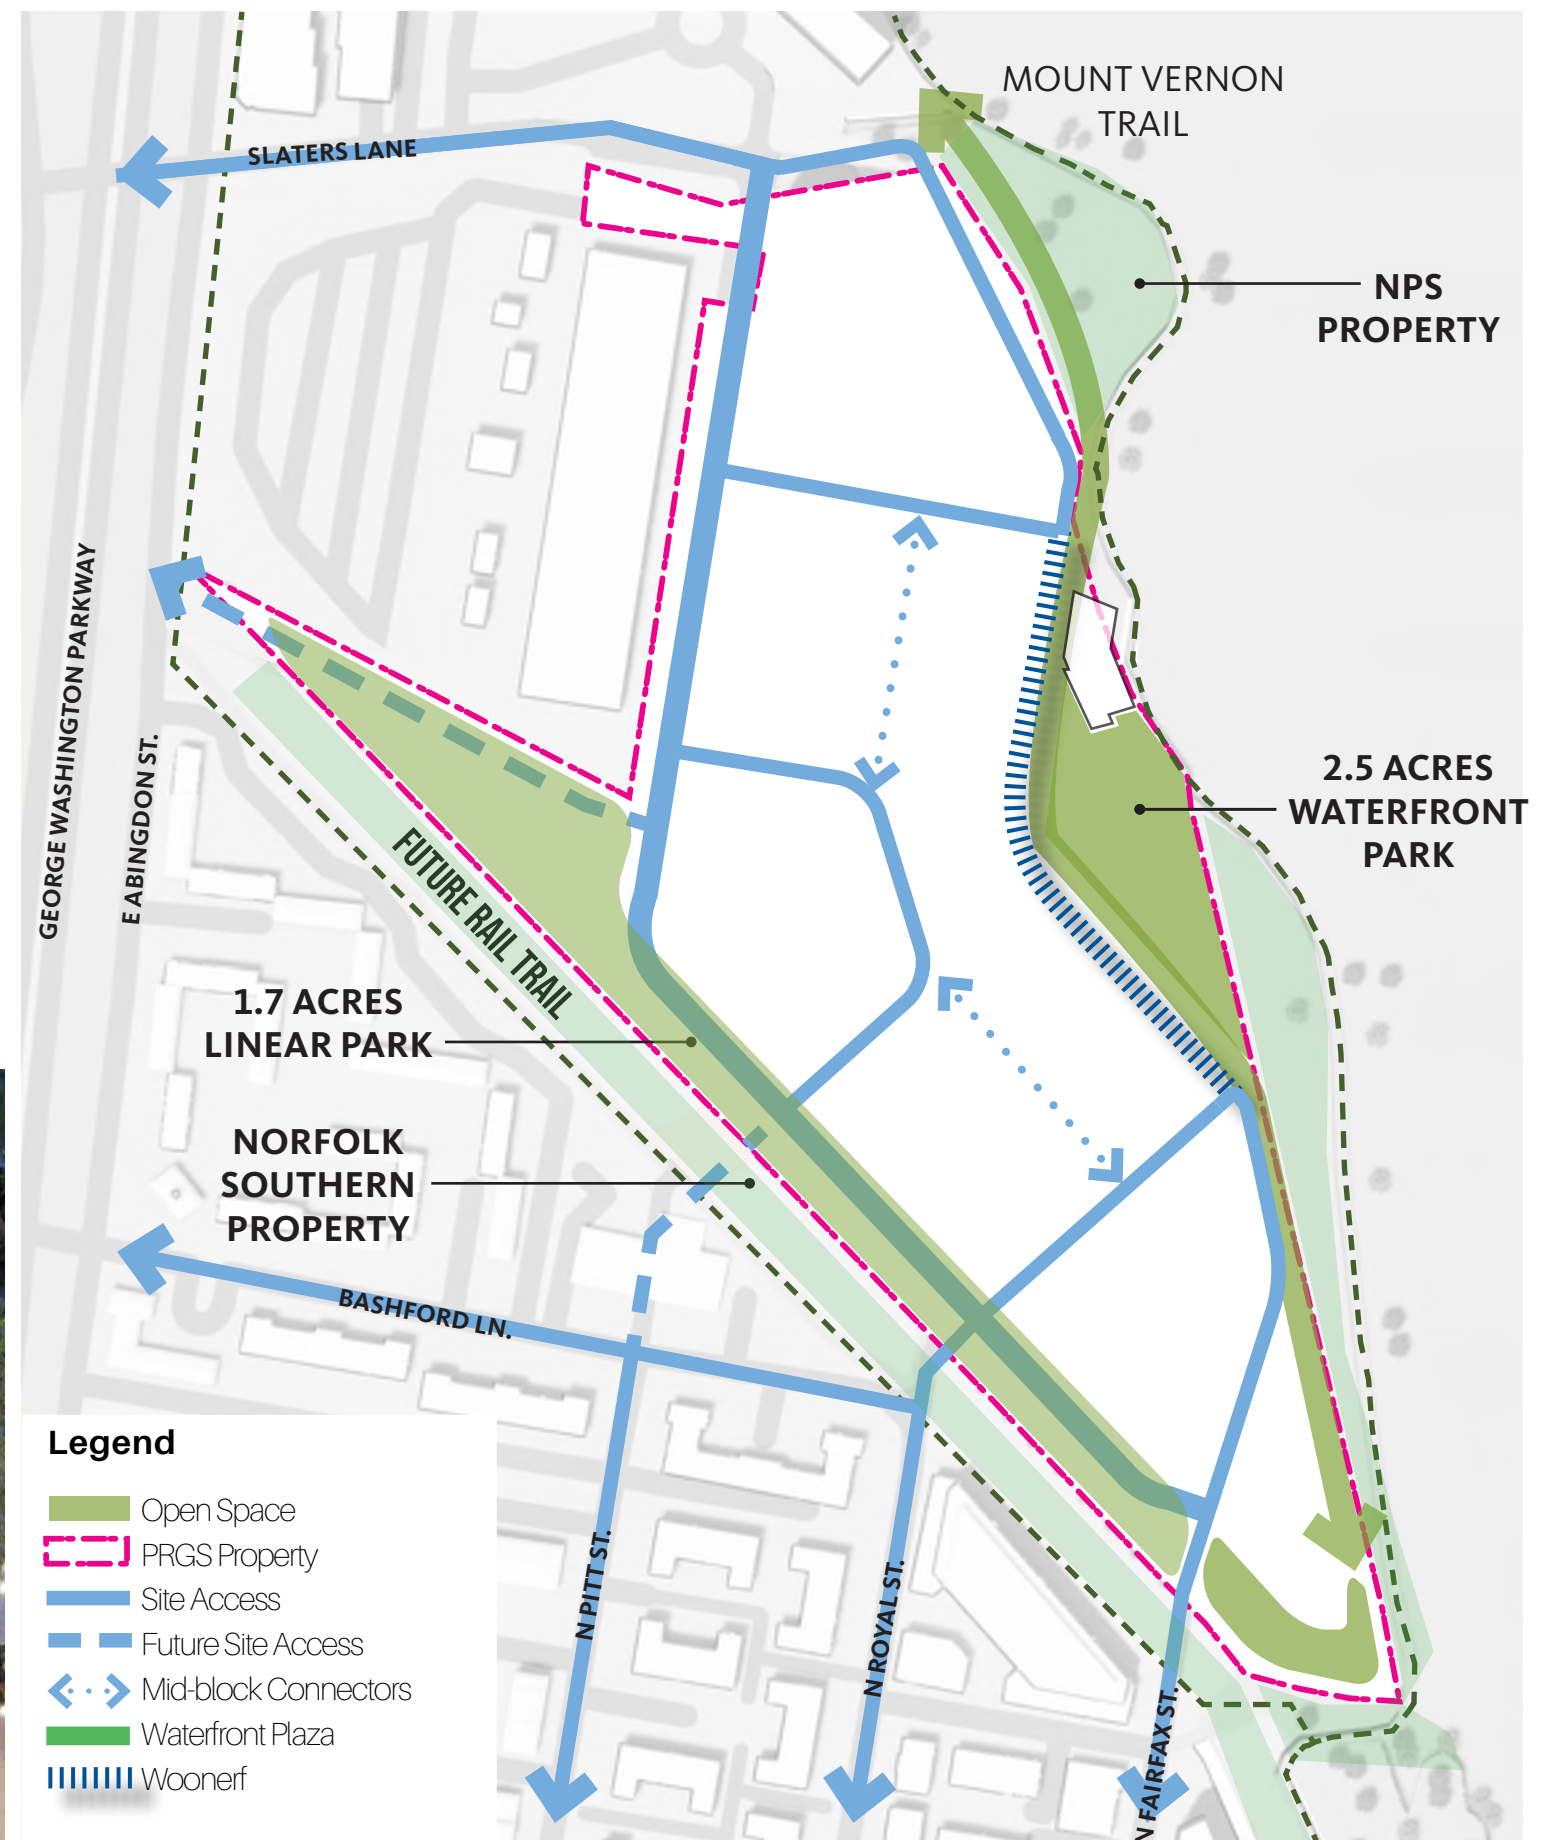 MOUNT VERNON
TRAIL
SLATERS LANE
NPS
PROPERTY
GEORGE WASHINGTON PARKWAY
E ABINGDON ST.
2.5 ACRES
WATERFRONT
PARK
FUTURE RAIL TRAIL
1.7 ACRES
LINEAR PARK
NORFOLK
SOUTHERN
PROPERTY
BASHFORD LN.
N PITT ST.
N ROYAL ST.
N FAIRFAX ST.
Legend
Open Space
PRGS Property
Site Access
Future Site Access
Mid-block Connectors
Waterfront Plaza
Woonerf